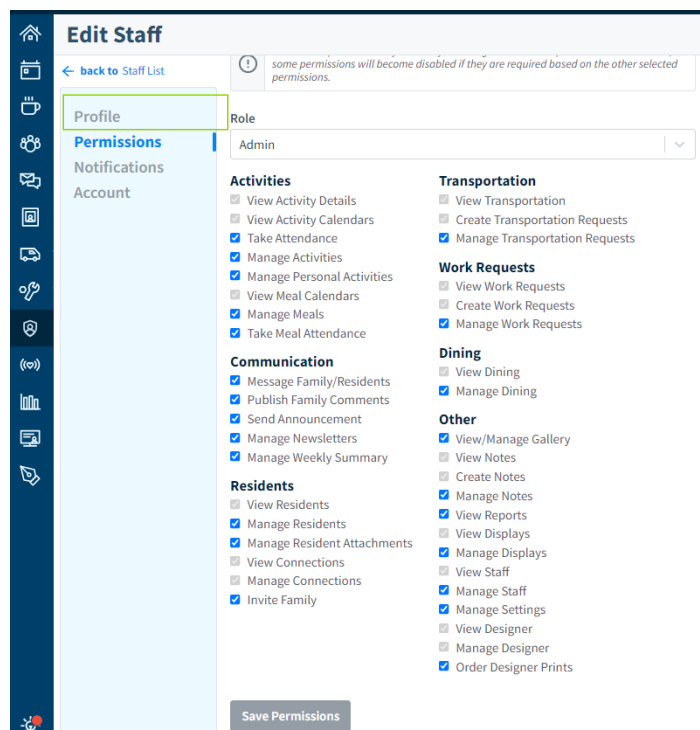 Edit Staff
back to Staff List
some permissions will become disabled if they are required based on the other selected
permissions.
Profile
Permissions
Notifications
Account
Role
Admin
Activities
View Activity Details
View Activity Calendars
Take Attendance
Manage Activities
Manage Personal Activities
View Meal Calendars
Manage Meals
Take Meal Attendance
Communication
Message Family/Residents
Publish Family Comments
Send Announcement
Manage Newsletters
Manage Weekly Summary
Residents
View Residents
Manage Residents
Manage Resident Attachments
View Connections
Manage Connections
Invite Family
Transportation
View Transportation
Create Transportation Requests
Manage Transportation Requests
Work Requests
View Work Requests
Create Work Requests
Manage Work Requests
Dining
View Dining
Manage Dining
Other
View/Manage Gallery
View Notes
Create Notes
Manage Notes
View Reports
View Displays
Manage Displays
View Staff
Manage Staff
Manage Settings
View Designer
Manage Designer
Order Designer Prints
Save Permissions